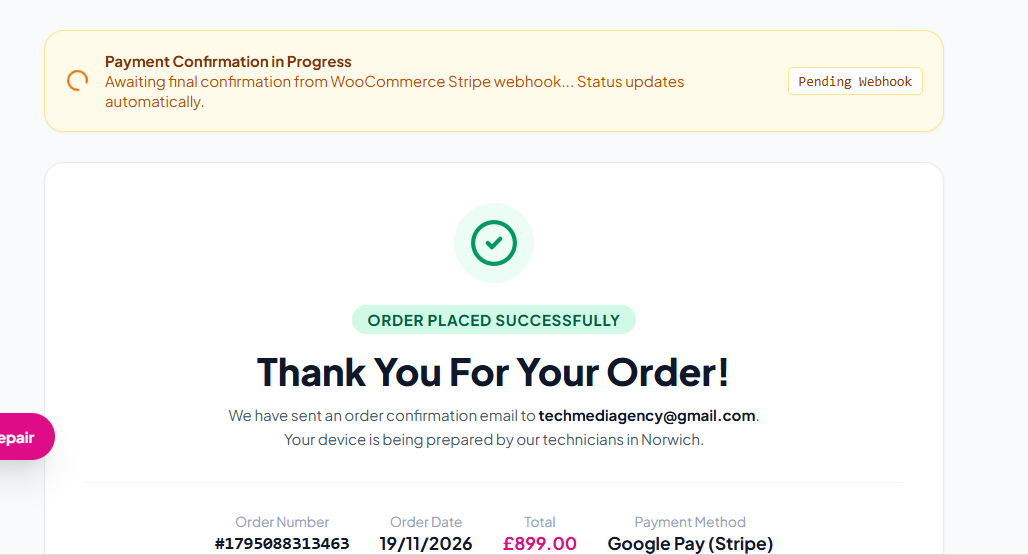 Payment Confirmation in Progress
Awaiting final confirmation from WooCommerce Stripe webhook... Status updates
automatically.
Pending Webhook
ORDER PLACED SUCCESSFULLY
Thank You For Your Order!
We have sent an order confirmation email to techmediagency@gmail.com.
Your device is being prepared by our technicians in Norwich.
epair
Order Number Order Date Total Payment Method
#1795088313463 19/11/2026 £899.00 Google Pay (Stripe)